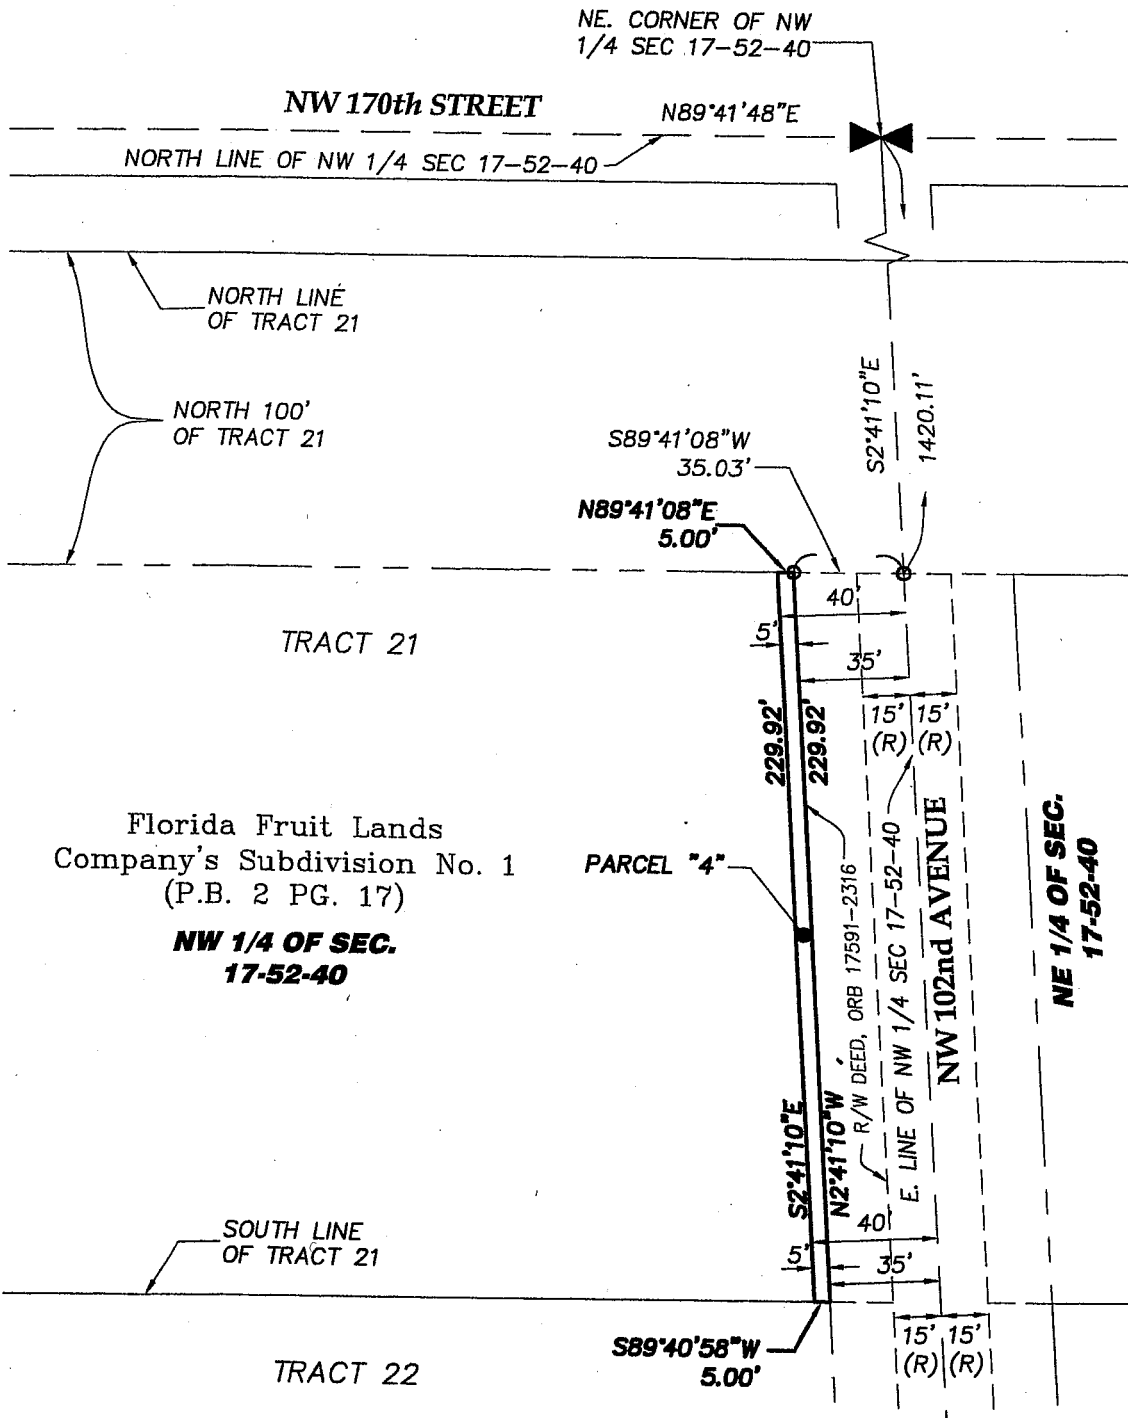 NE. CORNER OF NW
1/4 SEC 17-52-40
NW 170th STREET
N89°41'48"E
NORTH LINE OF NW 1/4 SEC 17-52-40
NORTH LINE
OF TRACT 21
NORTH 100'
OF TRACT 21
S2°41'10"E
1420.11'
S89°41'08"W
35.03'
N89°41'08"E
5.00'
40'
TRACT 21
5'
35'
229.92'
229.92'
15'
(R)
15'
(R)
Florida Fruit Lands
Company's Subdivision No. 1
(P.B. 2 PG. 17)
NW 1/4 OF SEC.
17-52-40
PARCEL "4"
R/W DEED, ORB 17591-2316
E. LINE OF NW 1/4 SEC 17-52-40
NW 102nd AVENUE
NE 1/4 OF SEC.
17-52-40
S2°41'10"E
N2°41'10"W
40'
5'
35'
SOUTH LINE
OF TRACT 21
S89°40'58"W
5.00'
15'
(R)
15'
(R)
TRACT 22